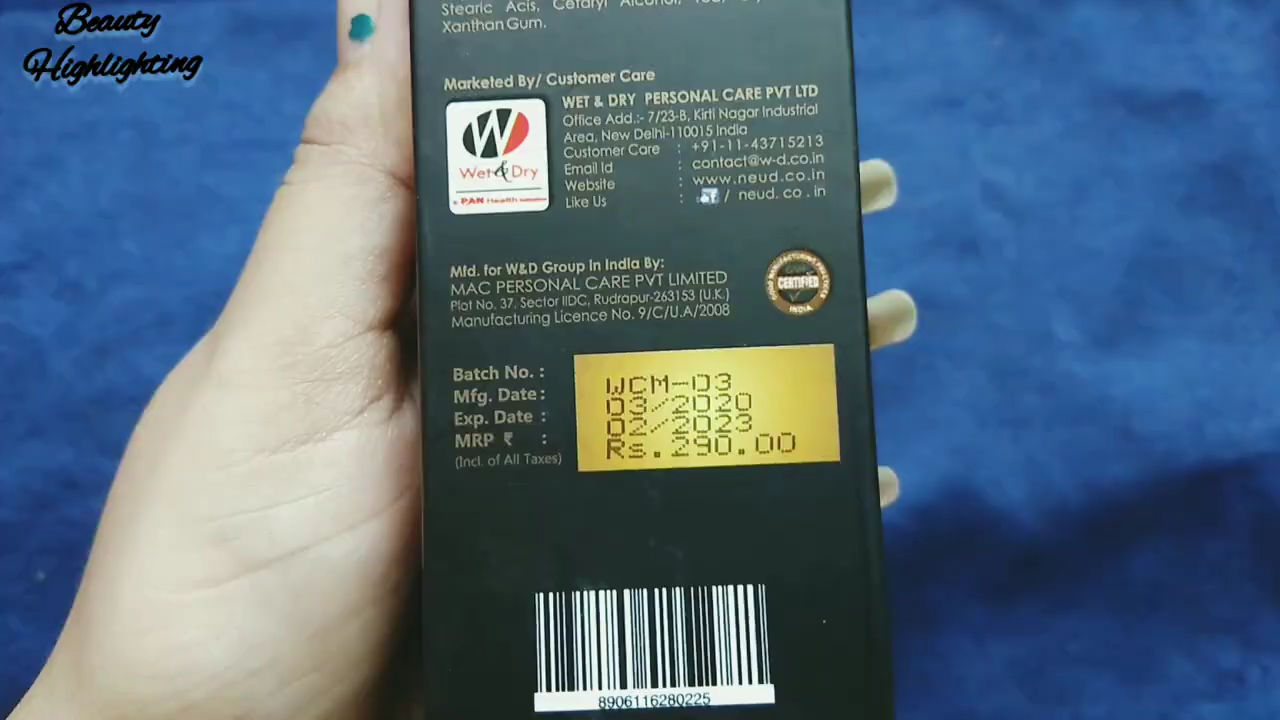 Beauty
Highlighting
Stearic Acis, Cetaryl Alcohol,
Xanthan Gum.
Marketed By/ Customer Care
WET & DRY PERSONAL CARE PVT LTD
Office Add.:- 7/23-B, Kirti Nagar Industrial
Area, New Delhi-110015 India
Customer Care : +91-11-43715213
Email Id : contact@w-d.co.in
Website : www.neud.co.in
Like Us : f / neud. co . in
W
Wet & Dry
a PAN Health
Mfd. for W&D Group in India By:
MAC PERSONAL CARE PVT LIMITED
Plot No. 37, Sector IIDC, Rudrapur-263153 (U.K.)
Manufacturing Licence No. 9/C/U.A/2008
CERTIFIED
INDIA
Batch No. : WCM-03
Mfg. Date : 03/2020
Exp. Date : 02/2023
MRP ₹ : Rs.290.00
(Incl. of All Taxes)
8906116280225